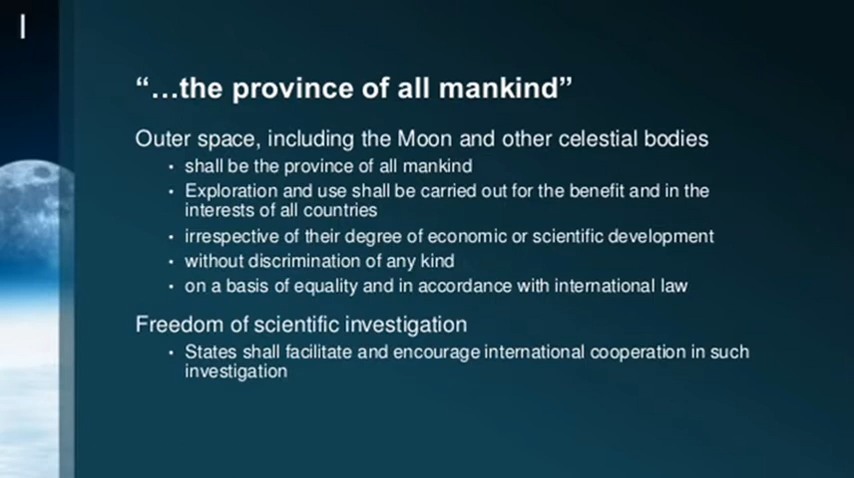 I
“…the province of all mankind”
Outer space, including the Moon and other celestial bodies
• shall be the province of all mankind
• Exploration and use shall be carried out for the benefit and in the
interests of all countries
• irrespective of their degree of economic or scientific development
• without discrimination of any kind
• on a basis of equality and in accordance with international law
Freedom of scientific investigation
• States shall facilitate and encourage international cooperation in such
investigation